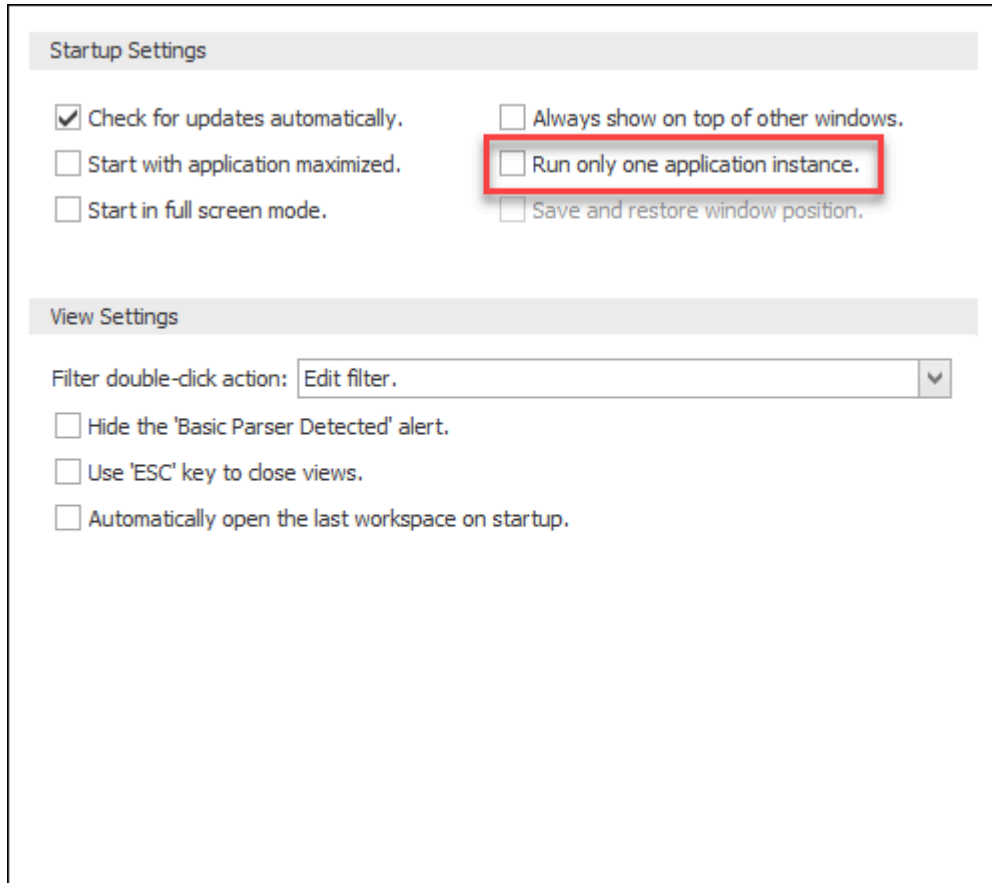 Startup Settings
Check for updates automatically.
Always show on top of other windows.
Start with application maximized.
Run only one application instance.
Start in full screen mode.
Save and restore window position.
View Settings
Filter double-click action: Edit filter.
Hide the 'Basic Parser Detected' alert.
Use 'ESC' key to close views.
Automatically open the last workspace on startup.